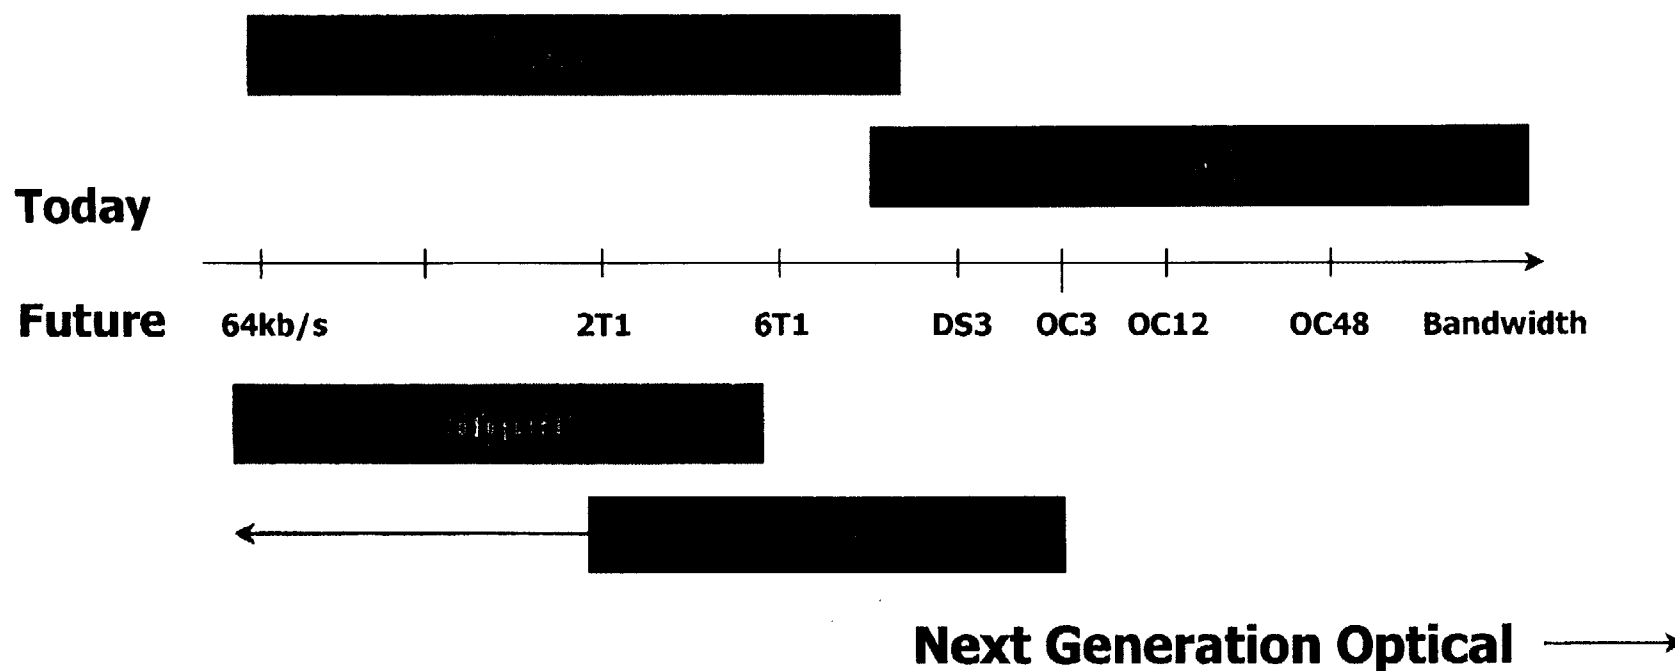 Today
Future
64kb/s
2T1
6T1
DS3
OC3
OC12
OC48
Bandwidth
Next Generation Optical